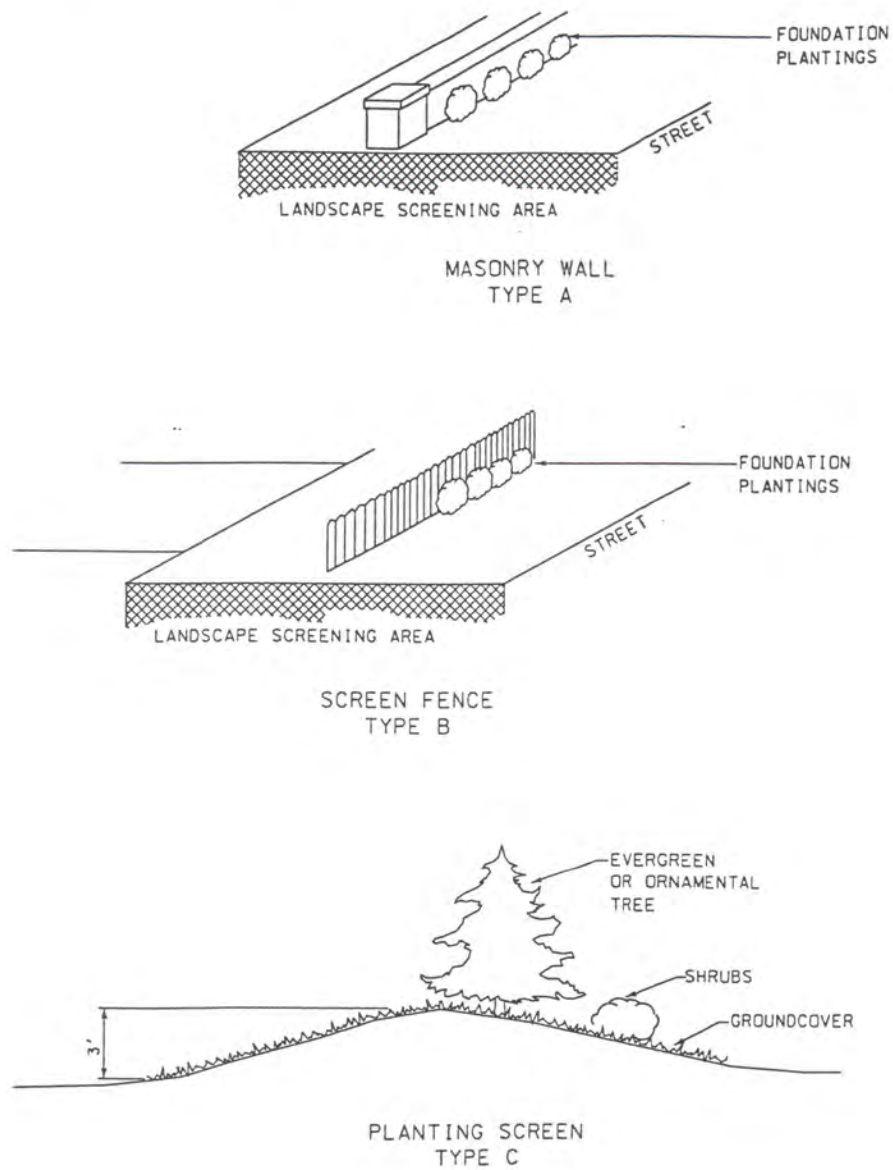 FOUNDATION
PLANTINGS
STREET
LANDSCAPE SCREENING AREA
MASONRY WALL
TYPE A
FOUNDATION
PLANTINGS
STREET
LANDSCAPE SCREENING AREA
SCREEN FENCE
TYPE B
EVERGREEN
OR ORNAMENTAL
TREE
SHRUBS
GROUNDCOVER
3'
PLANTING SCREEN
TYPE C